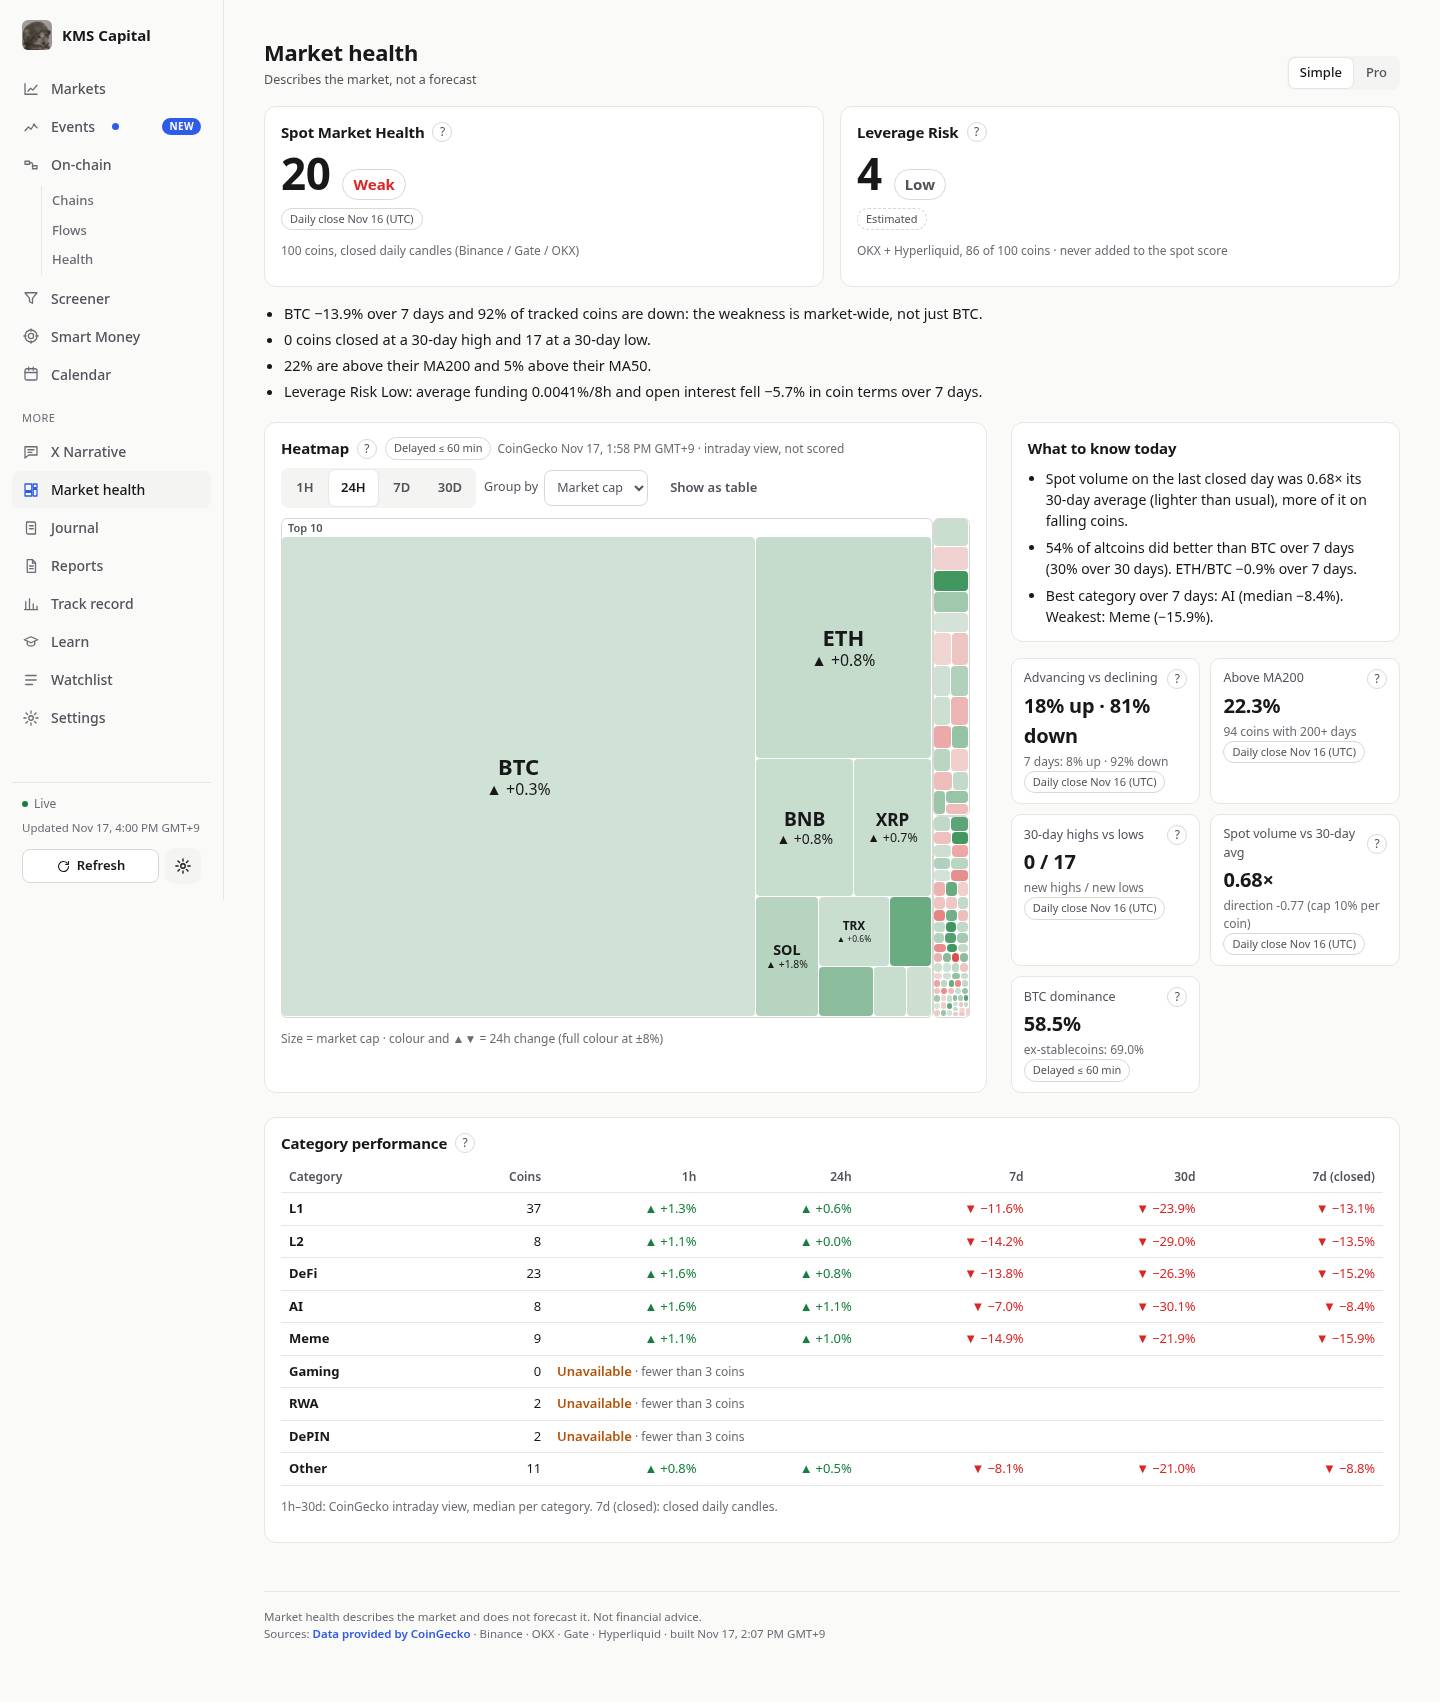 KMS Capital
Markets
Events
NEW
On-chain
Chains
Flows
Health
Screener
Smart Money
Calendar
MORE
X Narrative
Market health
Journal
Reports
Track record
Learn
Watchlist
Settings
Live
Updated Nov 17, 4:00 PM GMT+9
Refresh
Market health
Describes the market, not a forecast
Simple Pro
Spot Market Health ?
20 Weak
Daily close Nov 16 (UTC)
100 coins, closed daily candles (Binance / Gate / OKX)
Leverage Risk ?
4 Low
Estimated
OKX + Hyperliquid, 86 of 100 coins · never added to the spot score
• BTC −13.9% over 7 days and 92% of tracked coins are down: the weakness is market-wide, not just BTC.
• 0 coins closed at a 30-day high and 17 at a 30-day low.
• 22% are above their MA200 and 5% above their MA50.
• Leverage Risk Low: average funding 0.0041%/8h and open interest fell −5.7% in coin terms over 7 days.
Heatmap ? Delayed ≤ 60 min CoinGecko Nov 17, 1:58 PM GMT+9 · intraday view, not scored
1H 24H 7D 30D Group by Market cap Show as table
Top 10
BTC
▲ +0.3%
ETH
▲ +0.8%
BNB
▲ +0.8%
XRP
▲ +0.7%
SOL
▲ +1.8%
TRX
▲ +0.6%
Size = market cap · colour and ▲▼ = 24h change (full colour at ±8%)
What to know today
• Spot volume on the last closed day was 0.68× its
30-day average (lighter than usual), more of it on
falling coins.
• 54% of altcoins did better than BTC over 7 days
(30% over 30 days). ETH/BTC −0.9% over 7 days.
• Best category over 7 days: AI (median −8.4%).
Weakest: Meme (−15.9%).
Advancing vs declining ?
18% up · 81%
down
7 days: 8% up · 92% down
Daily close Nov 16 (UTC)
Above MA200 ?
22.3%
94 coins with 200+ days
Daily close Nov 16 (UTC)
30-day highs vs lows ?
0 / 17
new highs / new lows
Daily close Nov 16 (UTC)
Spot volume vs 30-day
avg ?
0.68×
direction -0.77 (cap 10% per
coin)
Daily close Nov 16 (UTC)
BTC dominance ?
58.5%
ex-stablecoins: 69.0%
Delayed ≤ 60 min
Category performance ?
Category Coins 1h 24h 7d 30d 7d (closed)
L1 37 ▲ +1.3% ▲ +0.6% ▼ −11.6% ▼ −23.9% ▼ −13.1%
L2 8 ▲ +1.1% ▲ +0.0% ▼ −14.2% ▼ −29.0% ▼ −13.5%
DeFi 23 ▲ +1.6% ▲ +0.8% ▼ −13.8% ▼ −26.3% ▼ −15.2%
AI 8 ▲ +1.6% ▲ +1.1% ▼ −7.0% ▼ −30.1% ▼ −8.4%
Meme 9 ▲ +1.1% ▲ +1.0% ▼ −14.9% ▼ −21.9% ▼ −15.9%
Gaming 0 Unavailable · fewer than 3 coins
RWA 2 Unavailable · fewer than 3 coins
DePIN 2 Unavailable · fewer than 3 coins
Other 11 ▲ +0.8% ▲ +0.5% ▼ −8.1% ▼ −21.0% ▼ −8.8%
1h–30d: CoinGecko intraday view, median per category. 7d (closed): closed daily candles.
Market health describes the market and does not forecast it. Not financial advice.
Sources: Data provided by CoinGecko · Binance · OKX · Gate · Hyperliquid · built Nov 17, 2:07 PM GMT+9